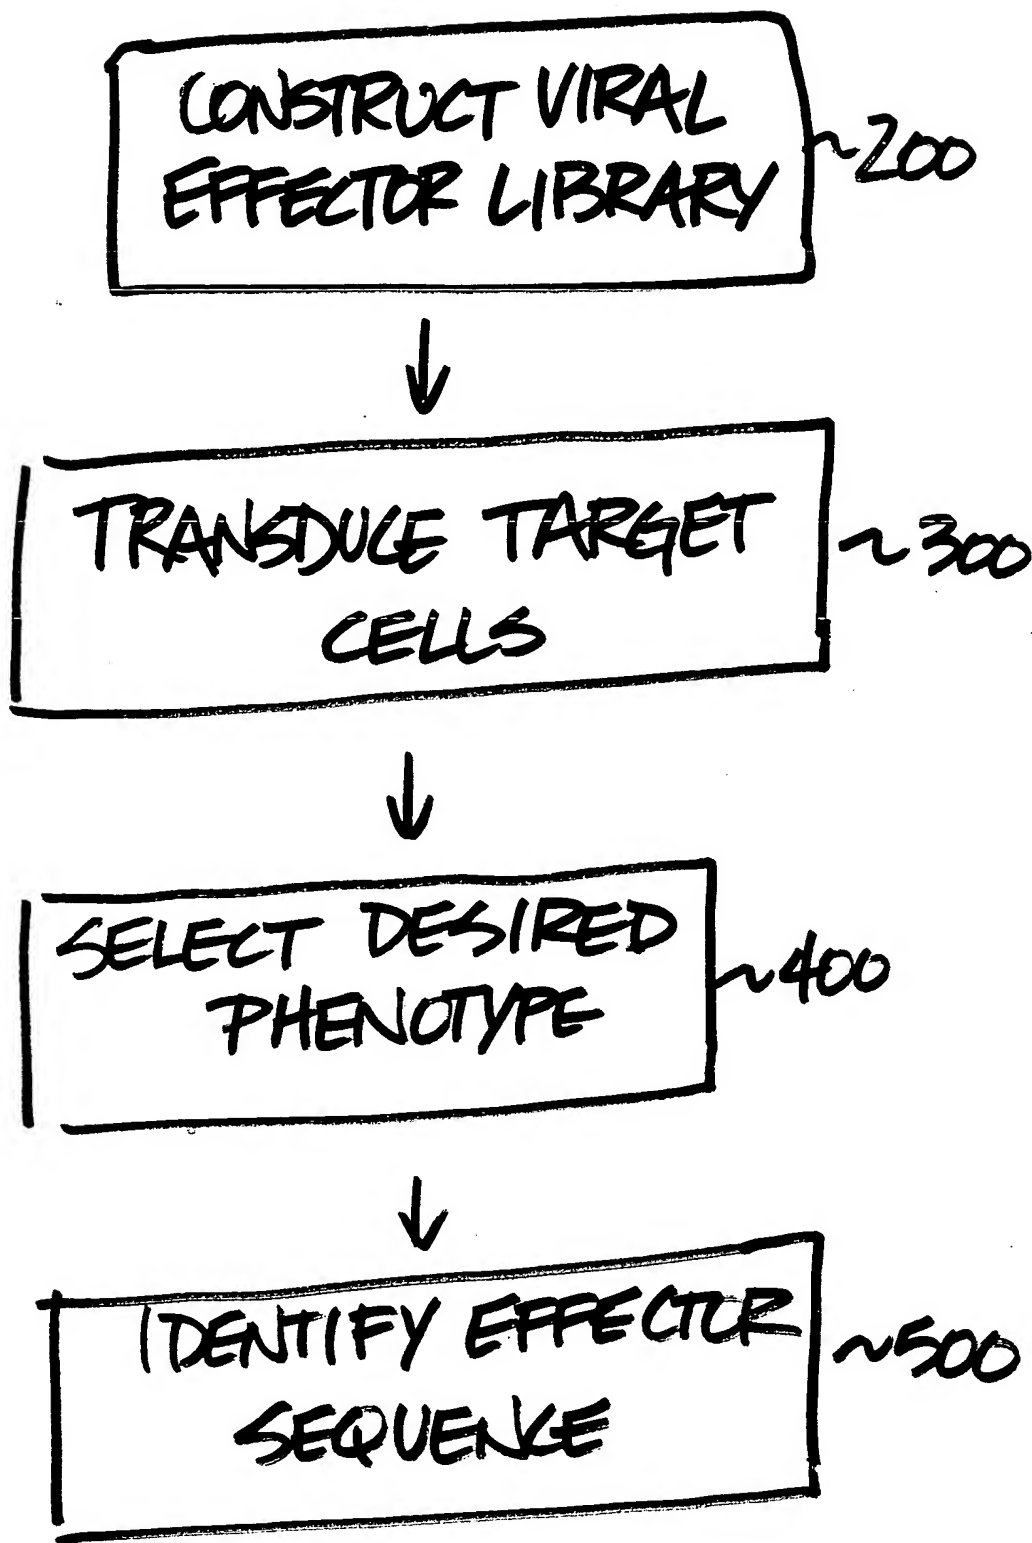 CONSTRUCT VIRAL
EFFECTOR LIBRARY
~200
TRANSDUCE TARGET
CELLS
~300
SELECT DESIRED
PHENOTYPE
~400
IDENTIFY EFFECTOR
SEQUENCE
~500